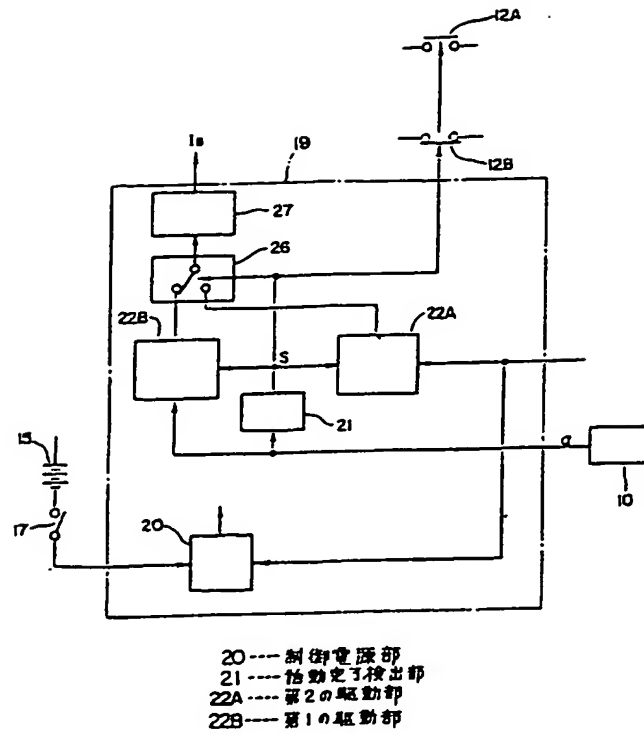 12A
12B
Is
19
27
26
22B
22A
S
21
a
10
15
17
20
20 ---- 制御電源部
21 ---- 始動完了検出部
22A ---- 第2の駆動部
22B ---- 第1の駆動部